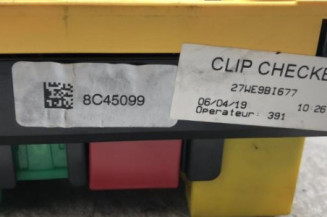 8C45099
CLIP CHECKE
27WE9BI677
06/04/19 10 26
Operateur: 391